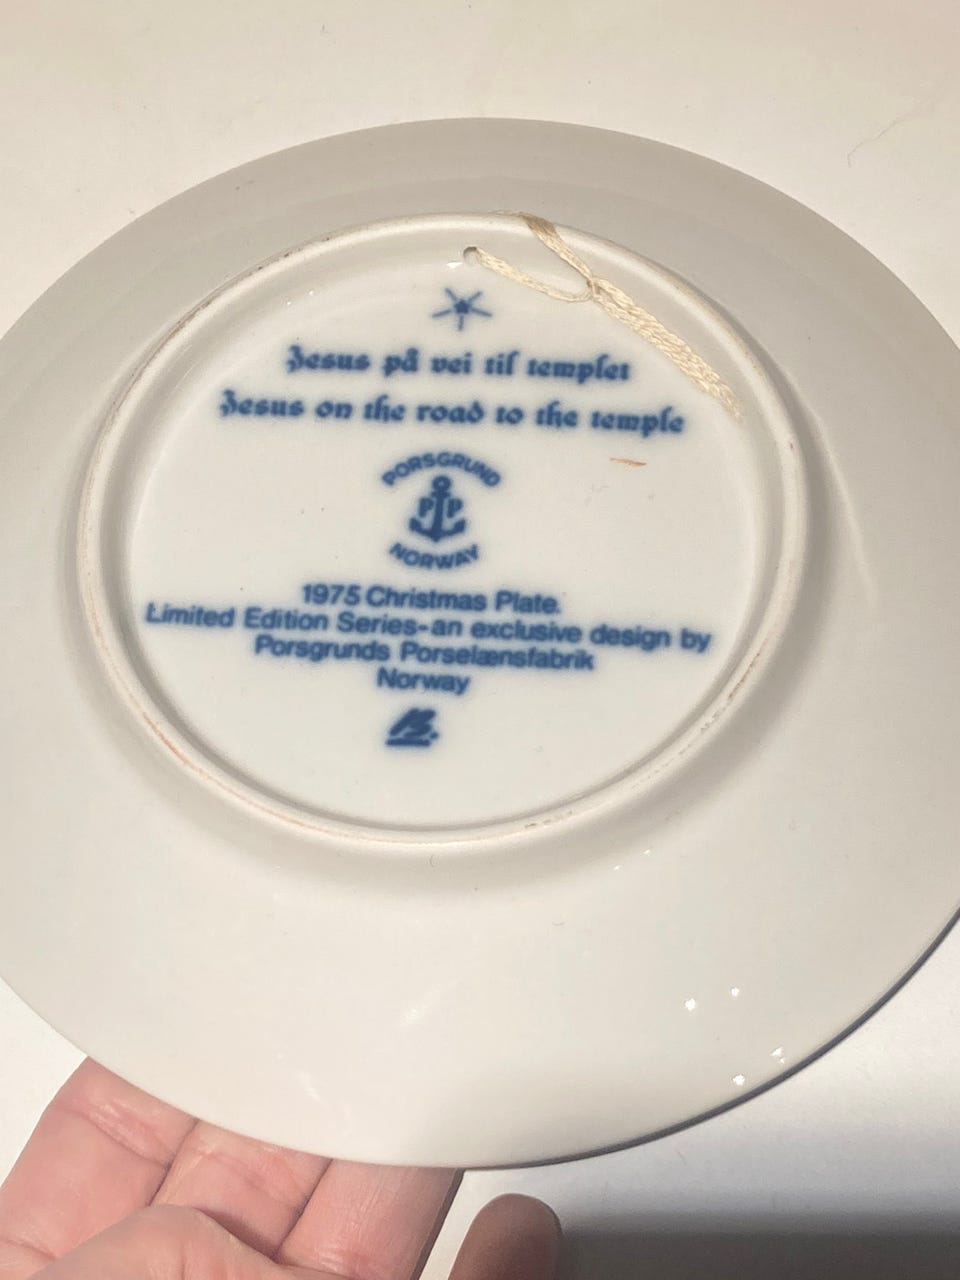 Jesus på vei til templet
Jesus on the road to the temple
PORSGRUND
P P
NORWAY
1975 Christmas Plate.
Limited Edition Series-an exclusive design by
Porsgrunds Porselænsfabrik
Norway